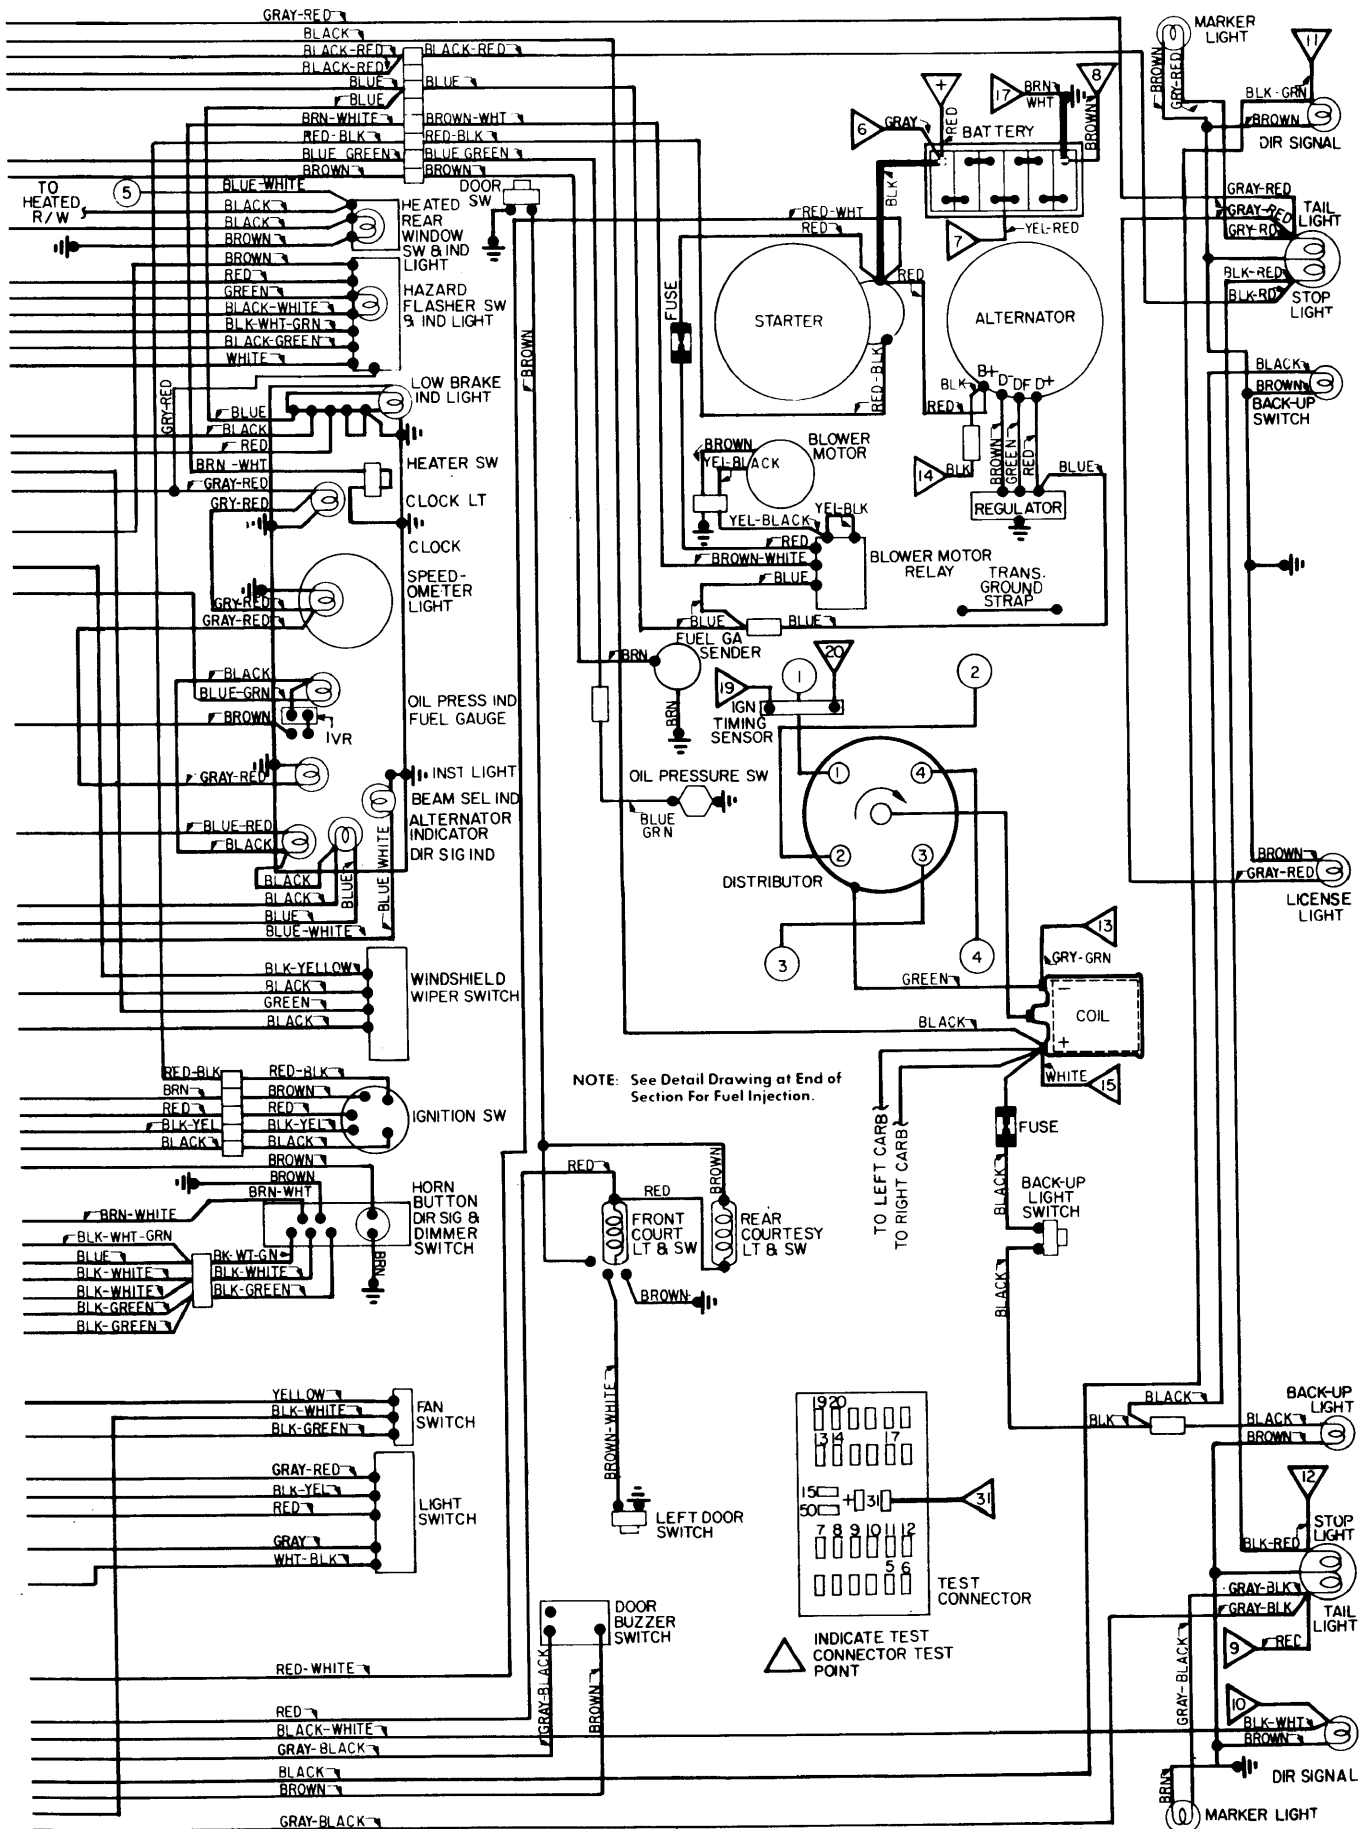 GRAY-RED
BLACK
BLACK-RED
BLACK-RED
BLACK-RED
BLUE
BLUE
BLUE
BRN-WHITE
BROWN-WHT
RED-BLK
RED-BLK
BLUE GREEN
BLUE GREEN
BROWN
BROWN
TO
HEATED
R/W
5
BLUE-WHITE
BLACK
BLACK
BROWN
HEATED
REAR
WINDOW
SW & IND
LIGHT
DOOR
SW
BROWN
RED
GREEN
BLACK-WHITE
BLK-WHT-GRN
BLACK-GREEN
WHITE
HAZARD
FLASHER SW
& IND LIGHT
GRY-RED
LOW BRAKE
IND LIGHT
BLUE
BLACK
RED
BRN-WHT
HEATER SW
GRAY-RED
GRY-RED
CLOCK LT
CLOCK
SPEED-
OMETER
LIGHT
GRY-RED
GRAY-RED
BLACK
BLUE-GRN
BROWN
IVR
OIL PRESS IND
FUEL GAUGE
GRAY-RED
INST LIGHT
BEAM SEL IND
ALTERNATOR
INDICATOR
DIR SIG IND
BLUE-RED
BLACK
BLACK
BLACK
BLUE
BLUE
BLUE-WHITE
BLUE-WHITE
BLK-YELLOW
BLACK
GREEN
BLACK
WINDSHIELD
WIPER SWITCH
RED-BLK
RED-BLK
BRN
BROWN
RED
RED
BLK-YEL
BLK-YEL
BLACK
BLACK
IGNITION SW
BROWN
BROWN
BRN-WHT
BRN-WHITE
BLK-WHT-GRN
BLUE
BK-WT-GN
BLK-WHITE
BLK-WHITE
BLK-WHITE
BLK-GREEN
BLK-GREEN
BLK-GREEN
BRN
HORN
BUTTON
DIR SIG &
DIMMER
SWITCH
YELLOW
BLK-WHITE
BLK-GREEN
FAN
SWITCH
GRAY-RED
BLK-YEL
RED
GRAY
WHT-BLK
LIGHT
SWITCH
RED-WHITE
RED
BLACK-WHITE
GRAY-BLACK
BLACK
BROWN
GRAY-BLACK
BROWN
GRAY-BLACK
BROWN
DOOR
BUZZER
SWITCH
MARKER
LIGHT
11
BROWN
GRY-RED
BLK-GRN
BROWN
DIR SIGNAL
6
GRAY
+
RED
17
BRN
WHT
8
BROWN
BATTERY
BLK
7
YEL-RED
RED-WHT
RED
RED
FUSE
STARTER
ALTERNATOR
RED-BLK
BLK
B+
D-
DF
D+
RED
14
BLK
BROWN
GREEN
RED
BLUE
REGULATOR
GRAY-RED
GRAY-RED
GRY-RD
TAIL
LIGHT
BLK-RED
BLK-RD
STOP
LIGHT
BLACK
BROWN
BACK-UP
SWITCH
BROWN
YEL-BLACK
BLOWER
MOTOR
YEL-BLACK
YEL-BLK
RED
BROWN-WHITE
BLUE
BLOWER MOTOR
RELAY
TRANS.
GROUND
STRAP
BLUE
BLUE
FUEL GA
SENDER
BRN
BRN
19
IGN
TIMING
SENSOR
1
20
2
1
4
2
3
DISTRIBUTOR
3
4
OIL PRESSURE SW
BLUE
GRN
13
GRY-GRN
GREEN
BLACK
-
COIL
+
WHITE
15
NOTE: See Detail Drawing at End of
Section For Fuel Injection.
TO LEFT CARB
TO RIGHT CARB
FUSE
BLACK
BACK-UP
LIGHT
SWITCH
BLACK
BROWN
GRAY-RED
LICENSE
LIGHT
RED
RED
BROWN
FRONT
COURT
LT & SW
REAR
COURTESY
LT & SW
BROWN
BROWN-WHITE
LEFT DOOR
SWITCH
BLK
BLACK
BACK-UP
LIGHT
BLACK
BROWN
19 20
13 14 17
15
50
+ 31
31
7 8 9 10 11 12
5 6
TEST
CONNECTOR
INDICATE TEST
CONNECTOR TEST
POINT
12
STOP
LIGHT
BLK-RED
GRAY-BLK
GRAY-BLK
TAIL
LIGHT
9
RED
GRAY-BLACK
10
BLK-WHT
BROWN
DIR SIGNAL
BRN
MARKER LIGHT